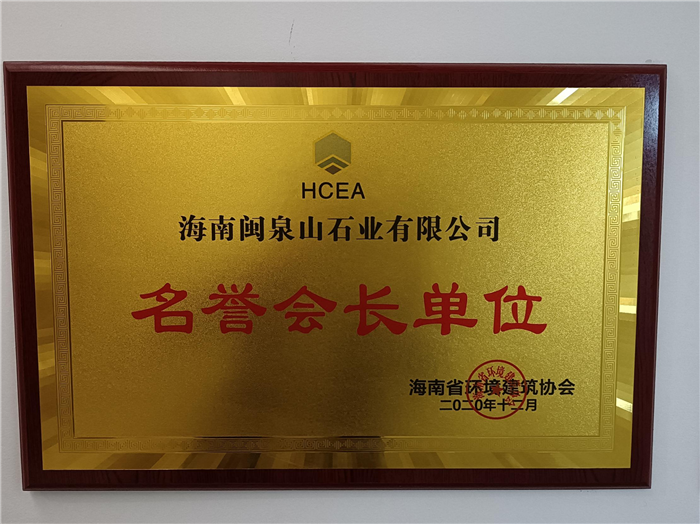 HCEA
海南闽泉山石业有限公司
名誉会长单位
海南省环境建筑协会
二〇二〇年十二月